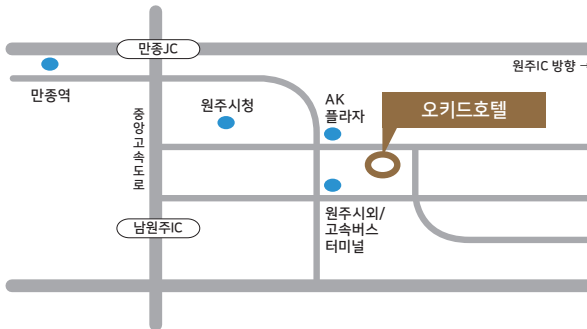 만종JC
원주IC 방향 →
만종역
중앙고속도로
원주시청
AK
플라자
오키드호텔
원주시외/
고속버스
터미널
남원주IC